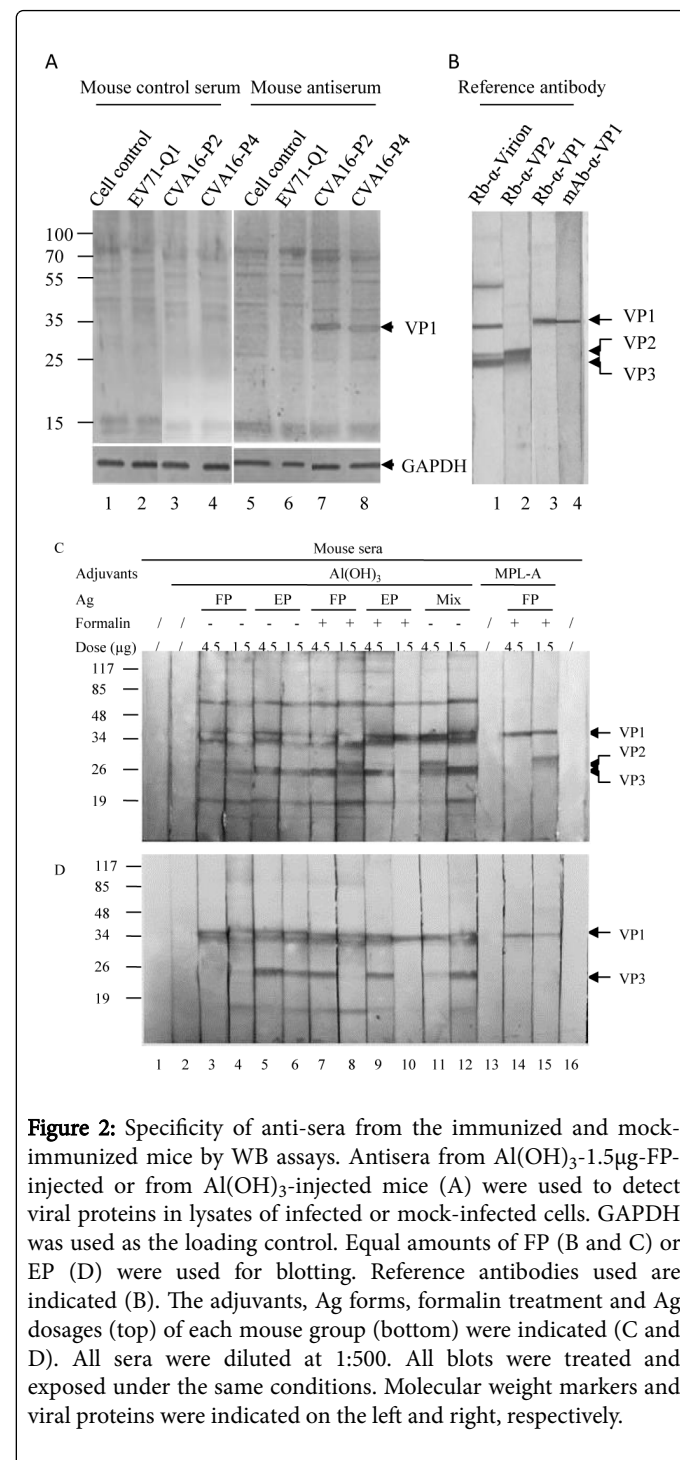 A
B
Mouse control serum Mouse antiserum Reference antibody
Cell control EV71-Q1 CVA16-P2 CVA16-P4 Cell control EV71-Q1 CVA16-P2 CVA16-P4
Rb-α-Virion Rb-α-VP2 Rb-α-VP1 mAb-α-VP1
100
70
55
35
25
15
VP1
GAPDH
VP1
VP2
VP3
1 2 3 4 5 6 7 8
1 2 3 4
C
Mouse sera
Adjuvants Al(OH)3 MPL-A
Ag FP EP FP EP Mix FP
Formalin / / - - - - + + + + - - / + + /
Dose (µg) / / 4.5 1.5 4.5 1.5 4.5 1.5 4.5 1.5 4.5 1.5 / 4.5 1.5 /
117
85
48
34
26
19
VP1
VP2
VP3
D
117
85
48
34
26
19
VP1
VP3
1 2 3 4 5 6 7 8 9 10 11 12 13 14 15 16
Figure 2: Specificity of anti-sera from the immunized and mock-
immunized mice by WB assays. Antisera from Al(OH)3-1.5µg-FP-
injected or from Al(OH)3-injected mice (A) were used to detect
viral proteins in lysates of infected or mock-infected cells. GAPDH
was used as the loading control. Equal amounts of FP (B and C) or
EP (D) were used for blotting. Reference antibodies used are
indicated (B). The adjuvants, Ag forms, formalin treatment and Ag
dosages (top) of each mouse group (bottom) were indicated (C and
D). All sera were diluted at 1:500. All blots were treated and
exposed under the same conditions. Molecular weight markers and
viral proteins were indicated on the left and right, respectively.